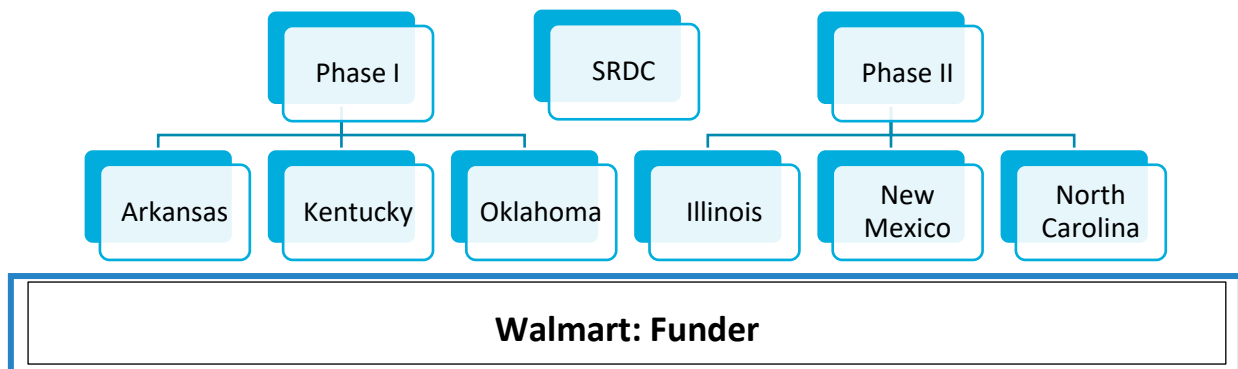 Phase I
SRDC
Phase II
Arkansas
Kentucky
Oklahoma
Illinois
New
Mexico
North
Carolina
Walmart: Funder